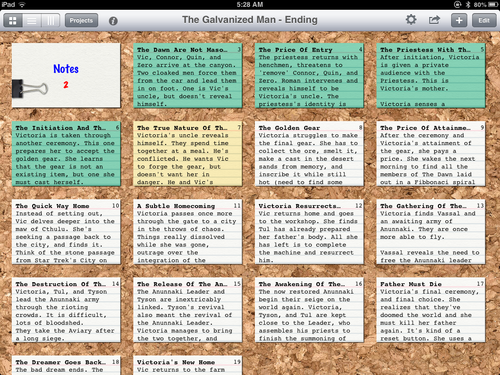 iPad
5:28 AM
80%
Projects
The Galvanized Man - Ending
Edit
Notes
2
The Dawn Are Not Maso… 3
Vic, Connor, Quin, and
Zero arrive at the canyon.
Two cloaked men force them
from the car and lead them
in on foot. One is Vic's
uncle, but doesn't reveal
himself.
The Price Of Entry 4
The priestess returns with
henchmen, threatens to
'remove' Connor, Quin, and
Zero. Roman intervenes and
reveals himself to be
Victoria's uncle. The
priestess's identity is
The Priestess With Th… 5
After initiation, Victoria
is given a private
audience with the
Priestess. This is
Victoria's mother.
Victoria senses a
The Initiation And Th… 6
Victoria is taken through
another ceremony. This one
prepares her to accept the
golden gear. She learns
that the gear is not an
existing item, but one she
must cast herself.
The True Nature Of Th… 7
Victoria's uncle reveals
himself. They spend time
together at a meal. He's
conflicted. He wants Vic
to forge the gear, but
doesn't want her in
danger. He and Vic's
The Golden Gear 8
Victoria struggles to make
the final gear. She has to
collect the ore, smelt it,
make a cast in the desert
sands from memory, and
inscribe it while still
hot (need to find some
The Price Of Attainme… 9
After the ceremony and
Victoria's attainment of
the gear, she pays a
price. She wakes the next
morning to find all the
members of The Dawn laid
out in a Fibonacci spiral
The Quick Way Home 10
Instead of setting out,
Vic delves deeper into the
maw of Cthulu. She's
seeking a passage back to
the city, and finds it.
Think of the stone passage
from Star Trek's City on
A Subtle Homecoming 11
Victoria passes once more
through the gate to a city
in the throws of chaos.
Things really dissolved
while she was gone,
outrage over the
integration of the
Victoria Resurrects… 12
Vic returns home and goes
to the workshop. She finds
Tul has already prepared
her father's body. All she
has left is to complete
the machine and resurrect
him.
The Gathering Of The… 13
Victoria finds Vassal and
an awaiting army of
Anunnaki. They are once
more able to fly.
Vassal reveals the need to
free the Anunnaki leader
The Destruction Of Th… 14
Victoria, Tul, and Tyson
lead the Anunnaki army
through the rioting
crowds. It is difficult,
lots of bloodshed.
They take the Aviary after
a long siege.
The Release Of The An… 15
The Anunnaki Leader and
Tyson are inextricably
linked. Tyson's revival
also meant the revival of
the Anunnaki Leader.
Victoria manages to bring
the two together, and
The Awakening Of The… 16
The now restored Anunnaki
begin their seige on the
world again. Victoria,
Tyson, and Tul are kept
close to the Leader, who
assembles his priests to
finish the summoning of
Father Must Die 17
Victoria's final ceremony,
and final choice. She
realizes that they've
doomed the world and she
must kill her father
again. It's kind of a
reset button. She uses a
The Dreamer Goes Back… 18
The bad dream ends. The
Victoria's New Home 19
Vic returns to the farm